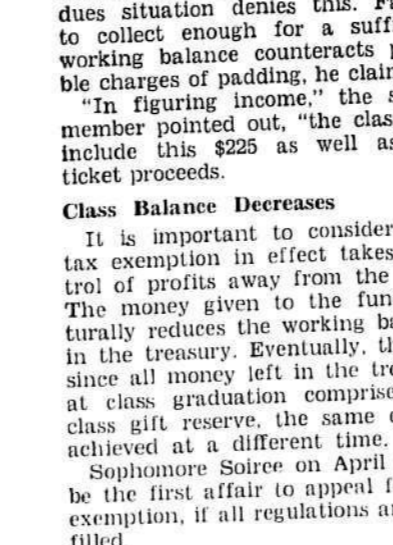 dues situation denies this.
to collect enough for a suff
working balance counteracts p
ble charges of padding, he clai
"In figuring income," the s
member pointed out, "the clas
include this $225 as well as
ticket proceeds.
Class Balance Decreases
It is important to consider
tax exemption in effect takes
trol of profits away from the
The money given to the fun
turally reduces the working ba
in the treasury. Eventually, th
since all money left in the tre
at class graduation comprise
class gift reserve, the same
achieved at a different time.
Sophomore Soiree on April
be the first affair to appeal f
exemption, if all regulations a
filled